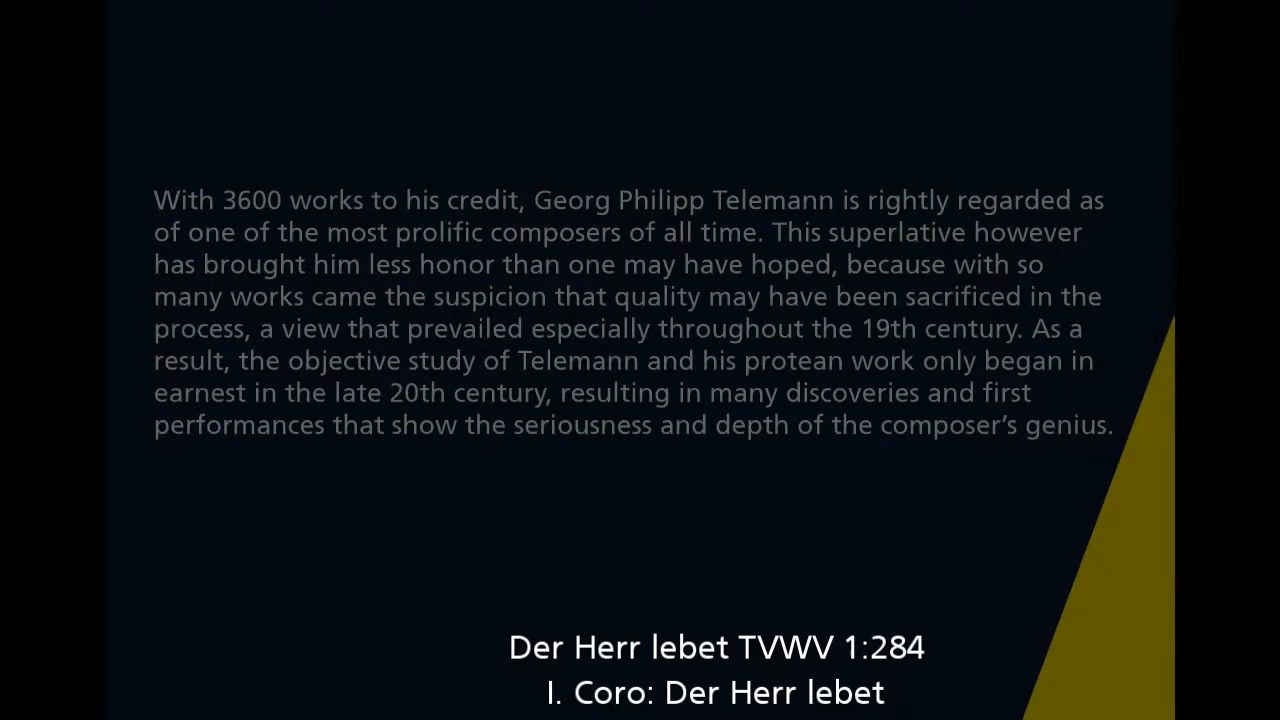 With 3600 works to his credit, Georg Philipp Telemann is rightly regarded as
of one of the most prolific composers of all time. This superlative however
has brought him less honor than one may have hoped, because with so
many works came the suspicion that quality may have been sacrificed in the
process, a view that prevailed especially throughout the 19th century. As a
result, the objective study of Telemann and his protean work only began in
earnest in the late 20th century, resulting in many discoveries and first
performances that show the seriousness and depth of the composer’s genius.
Der Herr lebet TVWV 1:284
I. Coro: Der Herr lebet